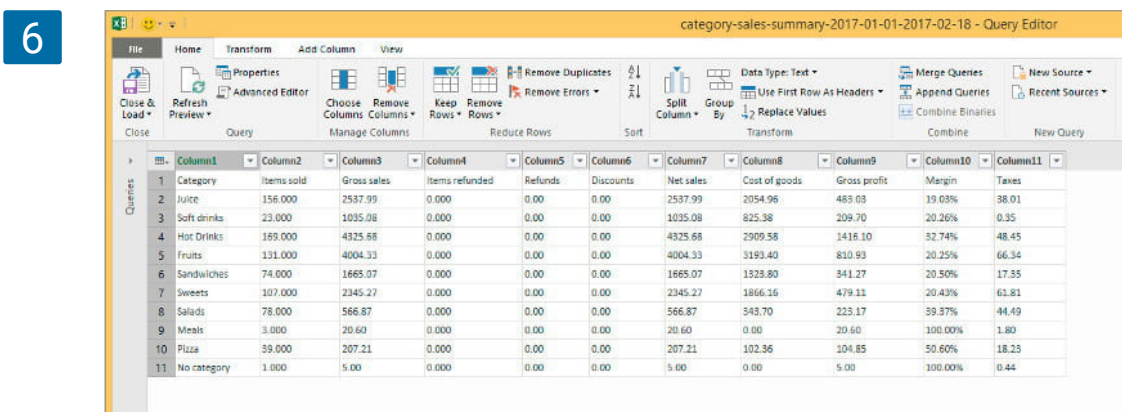 6
category-sales-summary-2017-01-01-2017-02-18 - Query Editor
File Home Transform Add Column View
Close & Load
Refresh Preview
Properties
Advanced Editor
Choose Columns
Remove Columns
Keep Rows
Remove Rows
Remove Duplicates
Remove Errors
Split Column
Group By
Data Type: Text
Use First Row As Headers
Replace Values
Merge Queries
Append Queries
Combine Binaries
New Source
Recent Sources
Close Query Manage Columns Reduce Rows Sort Transform Combine New Query
Queries
Column1 Column2 Column3 Column4 Column5 Column6 Column7 Column8 Column9 Column10 Column11
1 Category Items sold Gross sales Items refunded Refunds Discounts Net sales Cost of goods Gross profit Margin Taxes
2 Juice 156.000 2537.99 0.000 0.00 0.00 2537.99 2054.96 483.03 19.03% 38.01
3 Soft drinks 23.000 1035.08 0.000 0.00 0.00 1035.08 825.38 209.70 20.26% 0.35
4 Hot Drinks 169.000 4325.68 0.000 0.00 0.00 4325.68 2909.58 1416.10 32.74% 48.45
5 Fruits 131.000 4004.33 0.000 0.00 0.00 4004.33 3193.40 810.93 20.25% 66.34
6 Sandwiches 74.000 1665.07 0.000 0.00 0.00 1665.07 1323.80 341.27 20.50% 17.35
7 Sweets 107.000 2345.27 0.000 0.00 0.00 2345.27 1866.16 479.11 20.43% 61.81
8 Salads 78.000 566.87 0.000 0.00 0.00 566.87 343.70 223.17 39.37% 44.49
9 Meals 3.000 20.60 0.000 0.00 0.00 20.60 0.00 20.60 100.00% 1.80
10 Pizza 39.000 207.21 0.000 0.00 0.00 207.21 102.36 104.85 50.60% 18.23
11 No category 1.000 5.00 0.000 0.00 0.00 5.00 0.00 5.00 100.00% 0.44